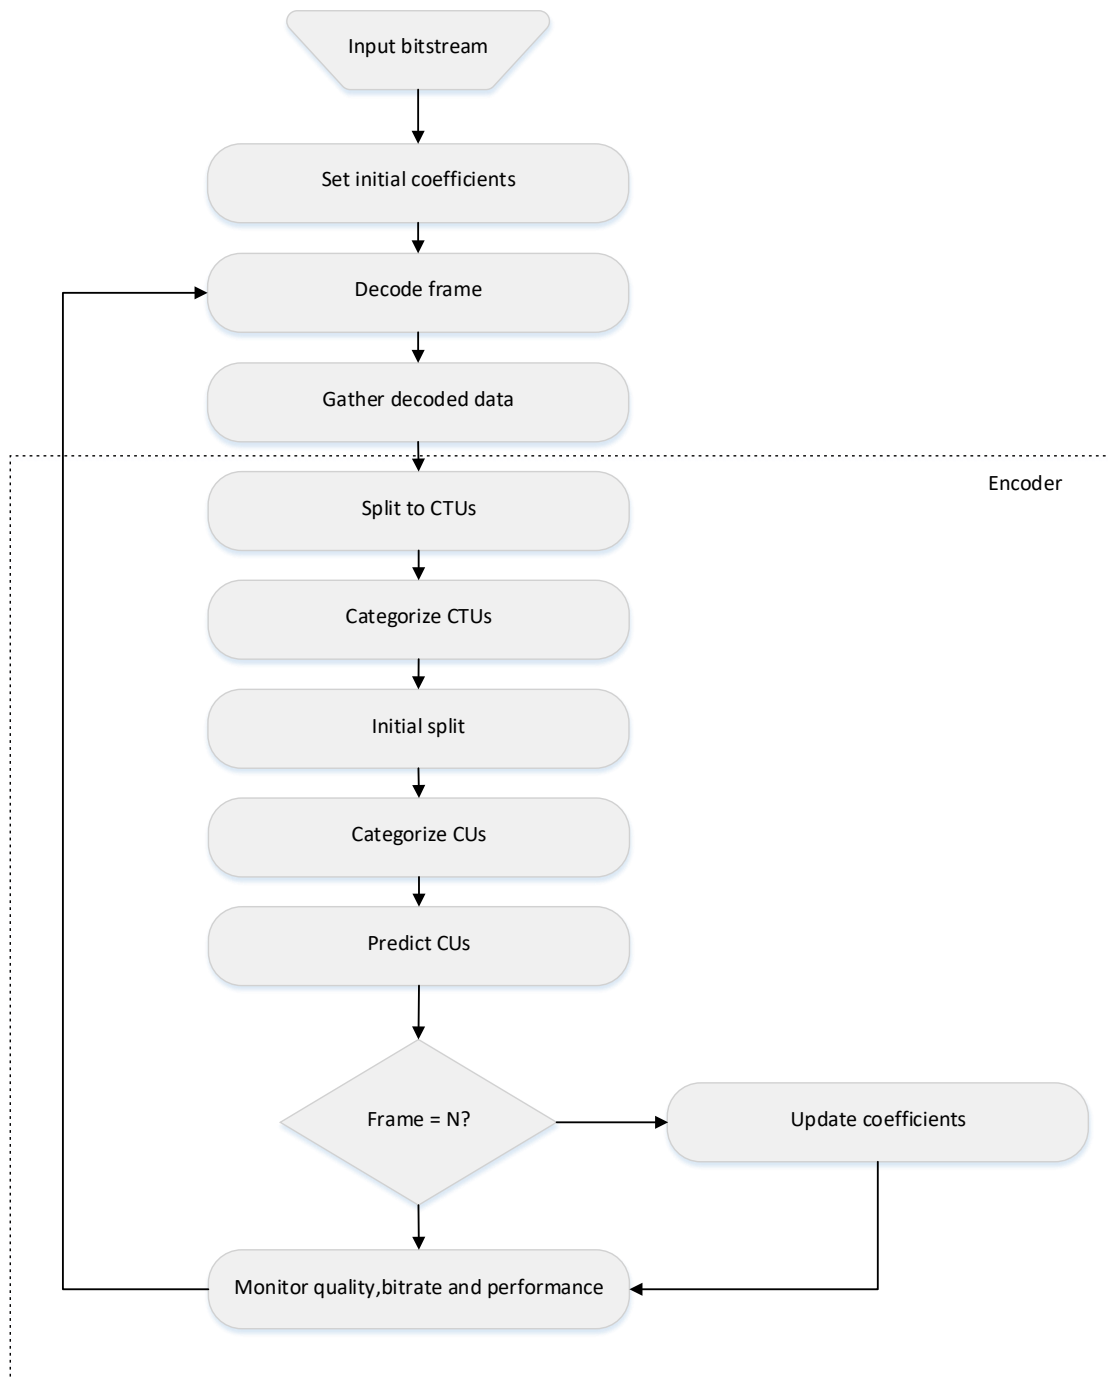 Input bitstream
Set initial coefficients
Decode frame
Gather decoded data
Encoder
Split to CTUs
Categorize CTUs
Initial split
Categorize CUs
Predict CUs
Frame = N?
Update coefficients
Monitor quality,bitrate and performance